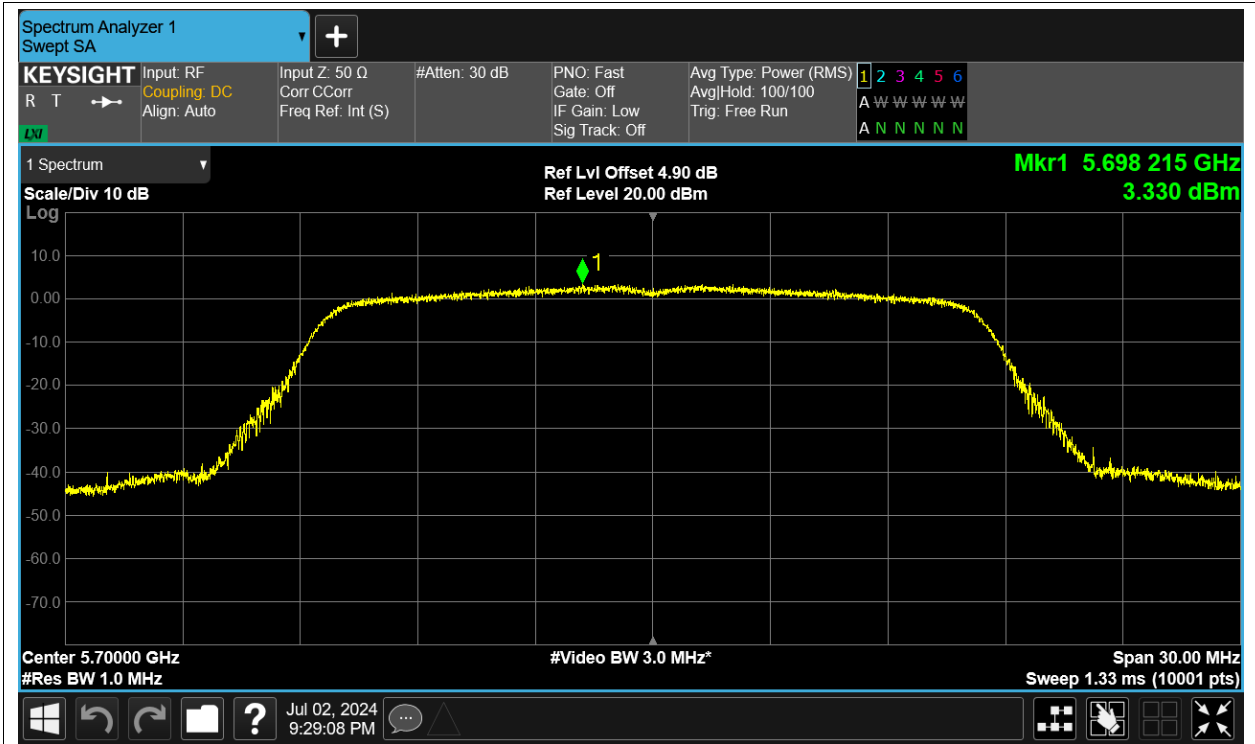 Spectrum Analyzer 1
Swept SA
KEYSIGHT
R T
LXI
Input: RF
Coupling: DC
Align: Auto
Input Z: 50 Ω
Corr CCorr
Freq Ref: Int (S)
#Atten: 30 dB
PNO: Fast
Gate: Off
IF Gain: Low
Sig Track: Off
Avg Type: Power (RMS)
Avg|Hold: 100/100
Trig: Free Run
1 2 3 4 5 6
A W W W W W
A N N N N N
1 Spectrum
Scale/Div 10 dB
Log
Ref Lvl Offset 4.90 dB
Ref Level 20.00 dBm
Mkr1 5.698 215 GHz
3.330 dBm
1
10.0
0.00
-10.0
-20.0
-30.0
-40.0
-50.0
-60.0
-70.0
Center 5.70000 GHz
#Res BW 1.0 MHz
#Video BW 3.0 MHz*
Span 30.00 MHz
Sweep 1.33 ms (10001 pts)
?
Jul 02, 2024
9:29:08 PM